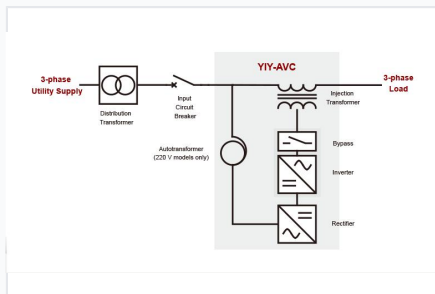 YIY-AVC
3-phase
Utility Supply
3-phase
Load
Distribution
Transformer
Input
Circuit
Breaker
Injection
Transformer
Autotransformer
(220 V models only)
Bypass
Inverter
Rectifier